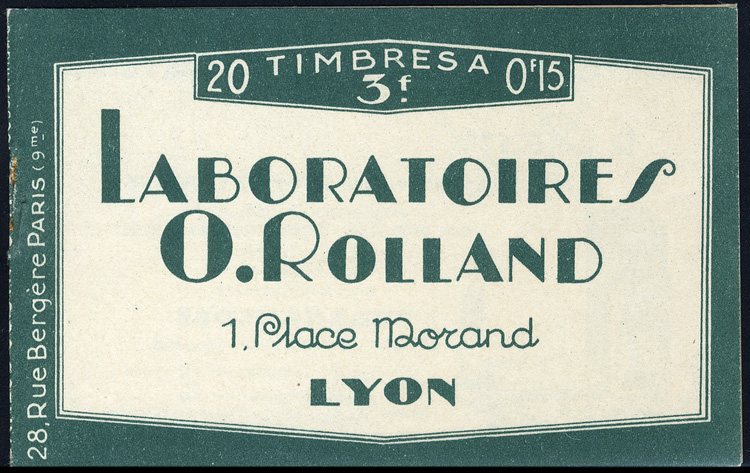 20 TIMBRES A 0f15
3f.
LABORATOIRES
O. ROLLAND
1, Place Morand
LYON
28, Rue Bergère PARIS (9me)